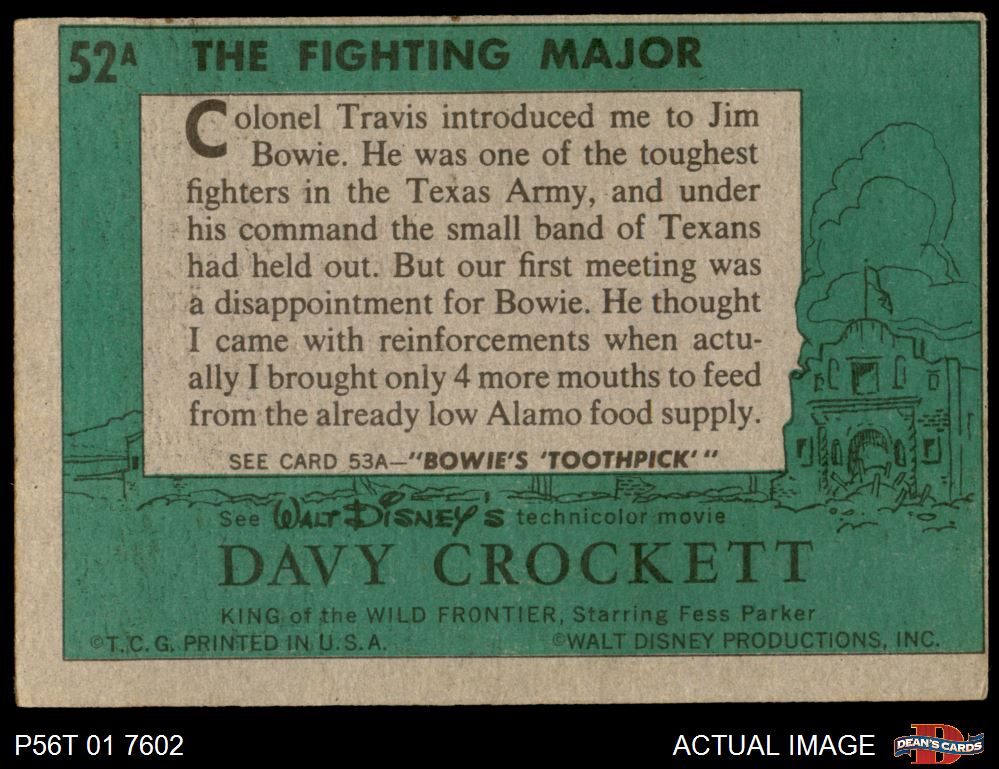 52A THE FIGHTING MAJOR
Colonel Travis introduced me to Jim
Bowie. He was one of the toughest
fighters in the Texas Army, and under
his command the small band of Texans
had held out. But our first meeting was
a disappointment for Bowie. He thought
I came with reinforcements when actu-
ally I brought only 4 more mouths to feed
from the already low Alamo food supply.
SEE CARD 53A—"BOWIE'S 'TOOTHPICK'"
See WALT DISNEY'S technicolor movie
DAVY CROCKETT
KING of the WILD FRONTIER, Starring Fess Parker
©T.C.G. PRINTED IN U.S.A. ©WALT DISNEY PRODUCTIONS, INC.
P56T 01 7602 ACTUAL IMAGE D DEAN'S CARDS